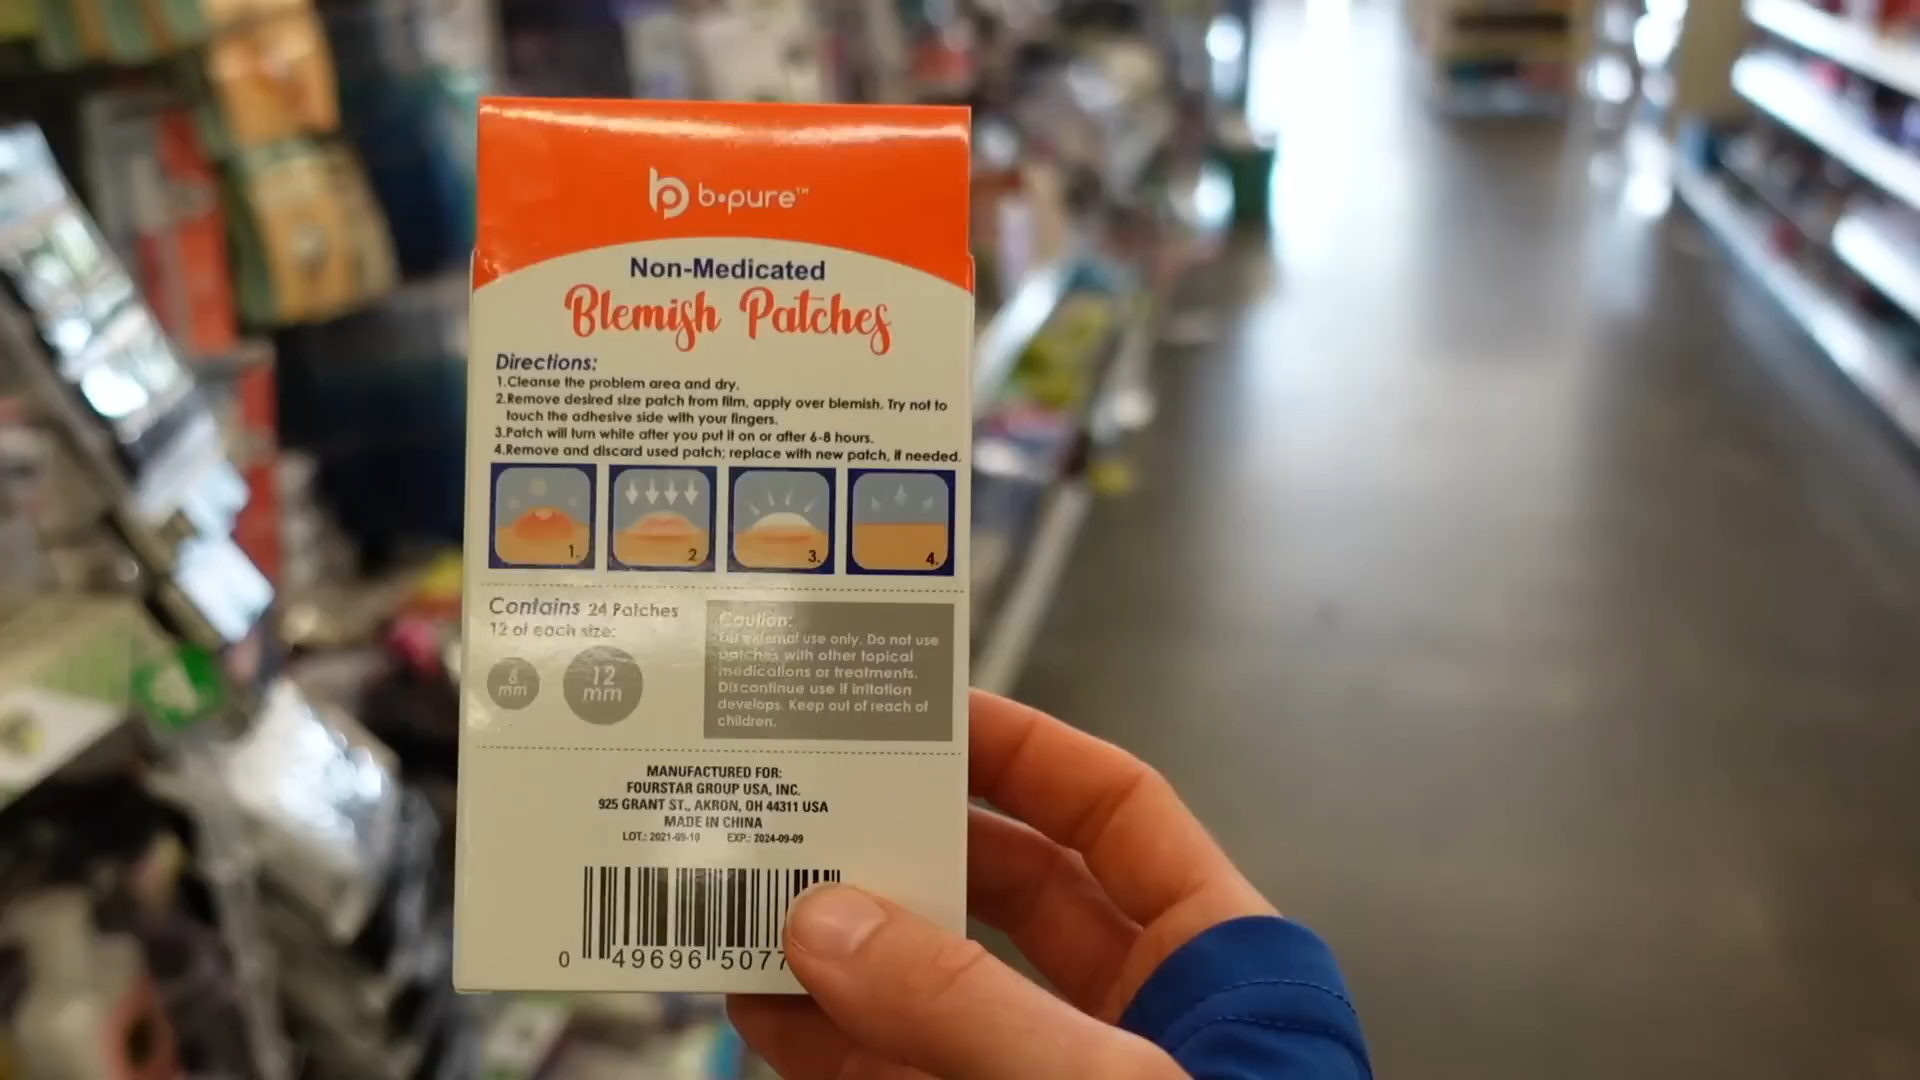 b•pure™
Non-Medicated
Blemish Patches
Directions:
1.Cleanse the problem area and dry.
2.Remove desired size patch from film, apply over blemish. Try not to
touch the adhesive side with your fingers.
3.Patch will turn white after you put it on or after 6-8 hours.
4.Remove and discard used patch; replace with new patch, if needed.
1.
2
3.
4.
Contains 24 Patches
12 of each size:
8
mm
12
mm
Caution:
For external use only. Do not use
patches with other topical
medications or treatments.
Discontinue use if irritation
develops. Keep out of reach of
children.
MANUFACTURED FOR:
FOURSTAR GROUP USA, INC.
925 GRANT ST., AKRON, OH 44311 USA
MADE IN CHINA
LOT.: 2021-09-10 EXP.: 2024-09-09
0 49696 5077